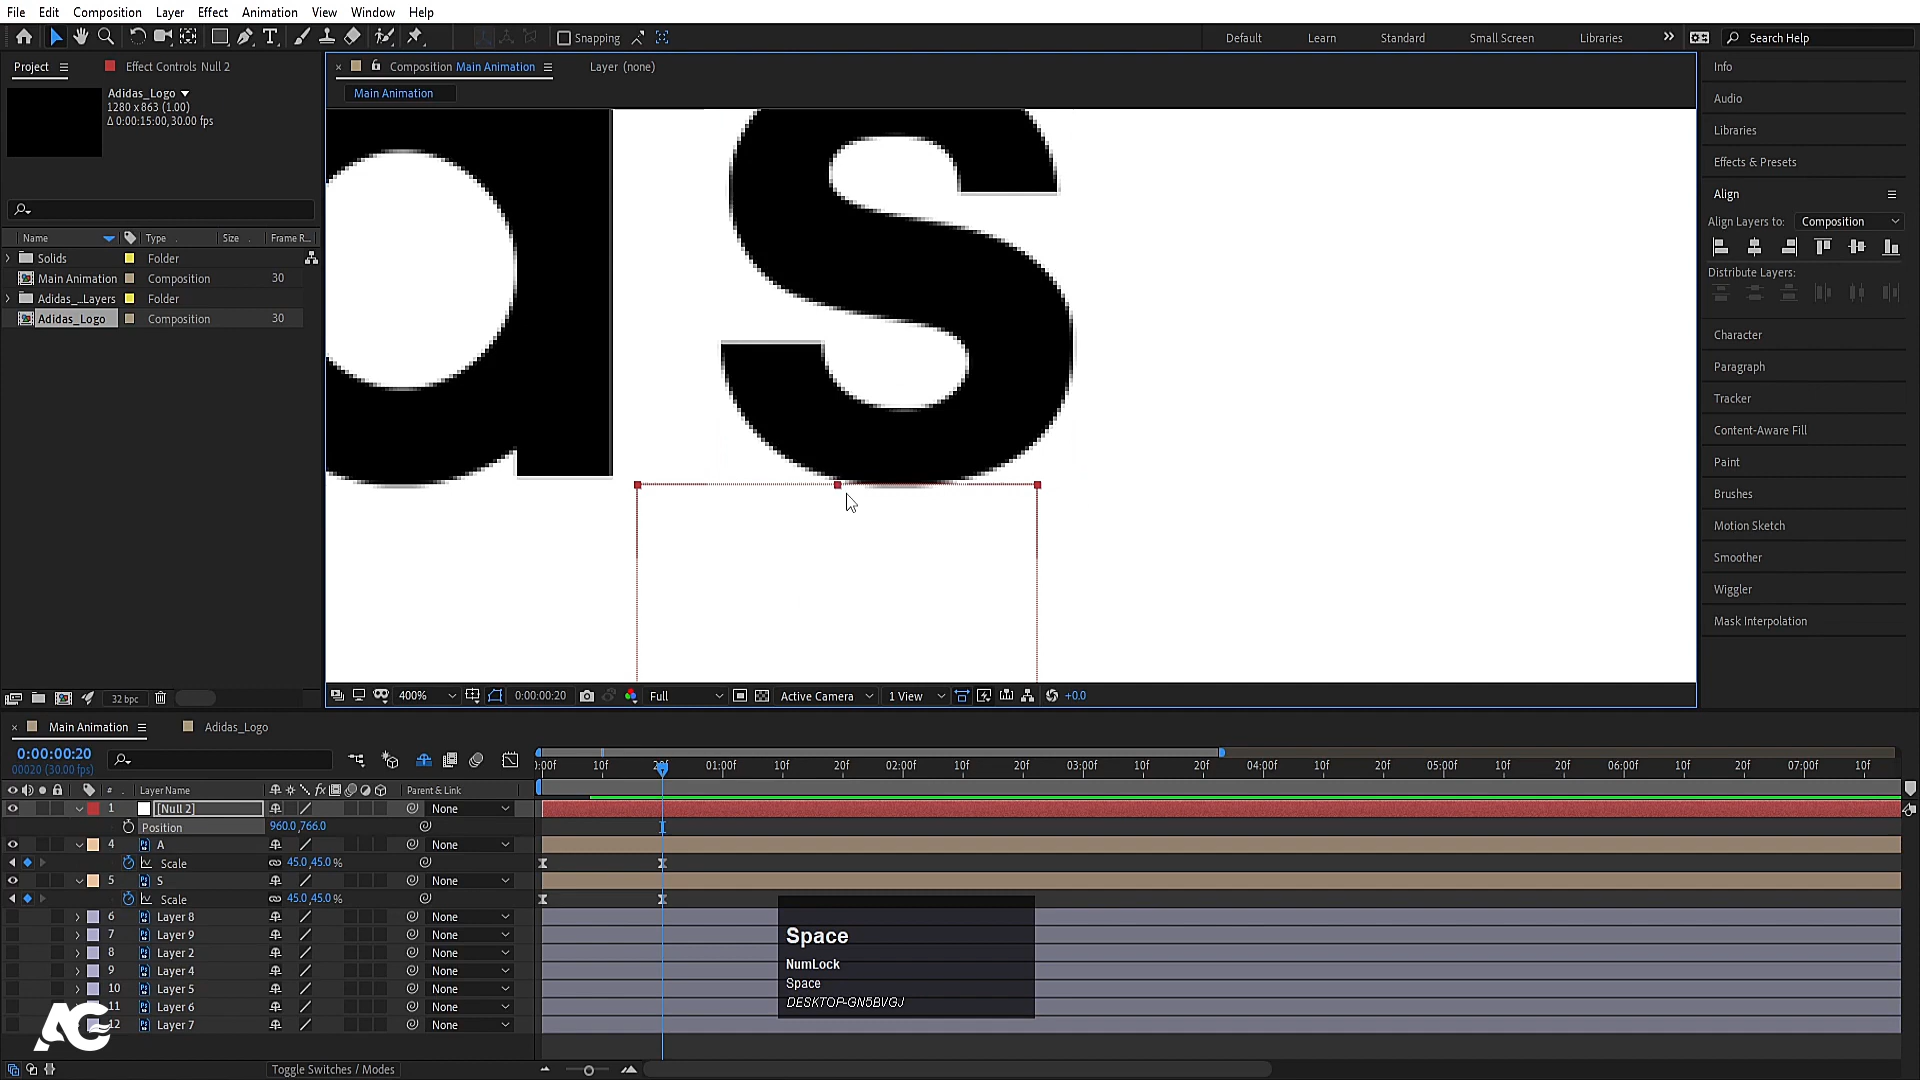 File Edit Composition Layer Effect Animation View Window Help
Snapping Default Learn Standard Small Screen Libraries Search Help
Project Effect Controls Null 2
Composition Main Animation Layer (none)
Main Animation
Adidas_Logo
1280 x 863 (1.00)
Δ 0:00:15:00,30.00 fps
Name Type Size Frame R...
Solids Folder
Main Animation Composition 30
Adidas_...Layers Folder
Adidas_Logo Composition 30
32 bpc
as
400% 0:00:00:20 Full Active Camera 1 View +0.0
Info
Audio
Libraries
Effects & Presets
Align
Align Layers to: Composition
Distribute Layers:
Character
Paragraph
Tracker
Content-Aware Fill
Paint
Brushes
Motion Sketch
Smoother
Wiggler
Mask Interpolation
Main Animation Adidas_Logo
0:00:00:20
00020 (30.00 fps)
:00f 10f 20f 01:00f 10f 20f 02:00f 10f 20f 03:00f 10f 20f 04:00f 10f 20f 05:00f 10f 20f 06:00f 10f 20f 07:00f 10f
# Layer Name fx Parent & Link
1 [Null 2] None
Position 960.0,766.0
4 A None
Scale 45.0,45.0%
5 S None
Scale 45.0,45.0%
6 Layer 8 None
7 Layer 9 None
8 Layer 2 None
9 Layer 4 None
10 Layer 5 None
11 Layer 6 None
12 Layer 7 None
Toggle Switches / Modes
Space
NumLock
Space
DESKTOP-GN5BVGJ
AG